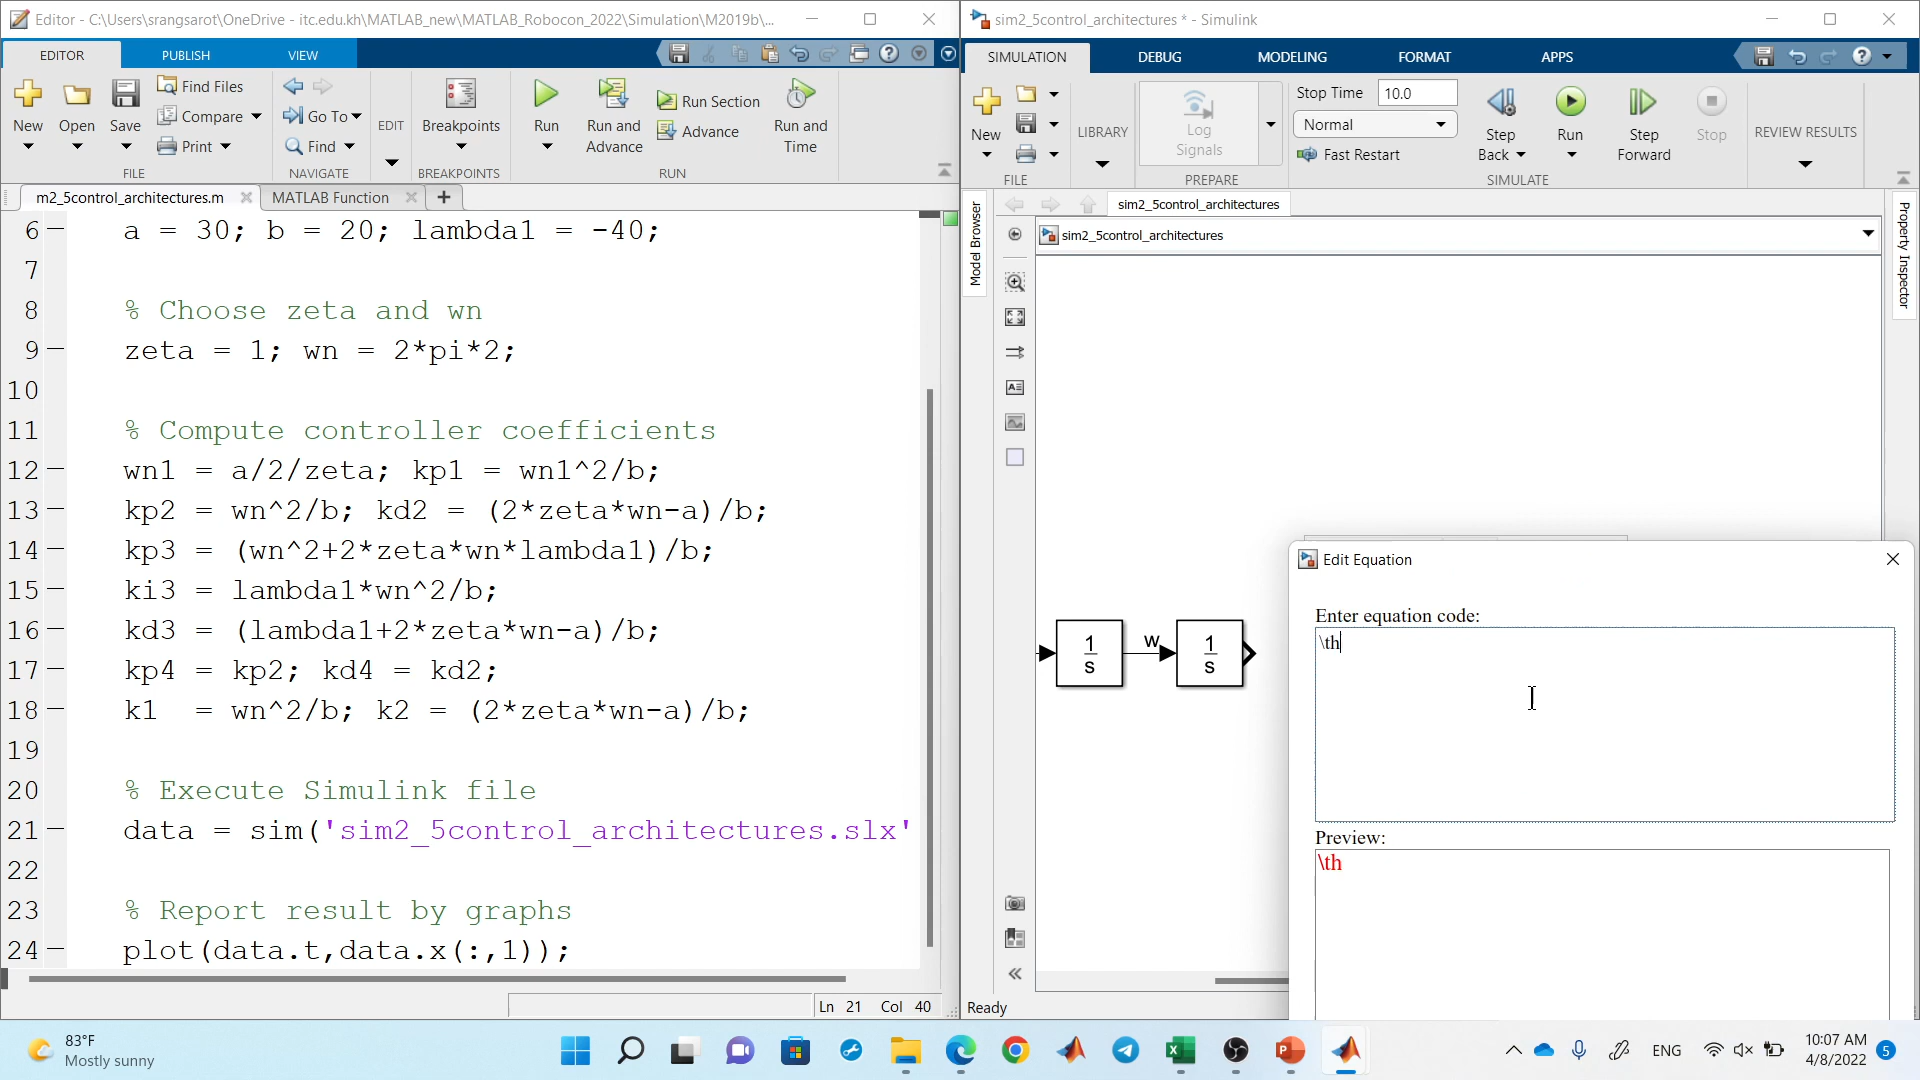 Editor - C:\Users\srangsarot\OneDrive - itc.edu.kh\MATLAB_new\MATLAB_Robocon_2022\Simulation\M2019b\...
EDITOR PUBLISH VIEW
New Open Save Find Files Compare Print
FILE
Go To Find
NAVIGATE
EDIT
Breakpoints
BREAKPOINTS
Run Run and Advance Run Section Advance Run and Time
RUN
m2_5control_architectures.m MATLAB Function
6 a = 30; b = 20; lambda1 = -40;
7
8 % Choose zeta and wn
9 zeta = 1; wn = 2*pi*2;
10
11 % Compute controller coefficients
12 wn1 = a/2/zeta; kp1 = wn1^2/b;
13 kp2 = wn^2/b; kd2 = (2*zeta*wn-a)/b;
14 kp3 = (wn^2+2*zeta*wn*lambda1)/b;
15 ki3 = lambda1*wn^2/b;
16 kd3 = (lambda1+2*zeta*wn-a)/b;
17 kp4 = kp2; kd4 = kd2;
18 k1  = wn^2/b; k2 = (2*zeta*wn-a)/b;
19
20 % Execute Simulink file
21 data = sim('sim2_5control_architectures.slx'
22
23 % Report result by graphs
24 plot(data.t,data.x(:,1));
Ln 21 Col 40
sim2_5control_architectures * - Simulink
SIMULATION DEBUG MODELING FORMAT APPS
New
FILE
LIBRARY
Log Signals
PREPARE
Stop Time 10.0
Normal
Fast Restart
Step Back Run Step Forward Stop
SIMULATE
REVIEW RESULTS
Model Browser
sim2_5control_architectures
sim2_5control_architectures
Property Inspector
1
s
w
1
s
Edit Equation
Enter equation code:
\th
Preview:
\th
Ready
83°F
Mostly sunny
ENG
10:07 AM
4/8/2022
5